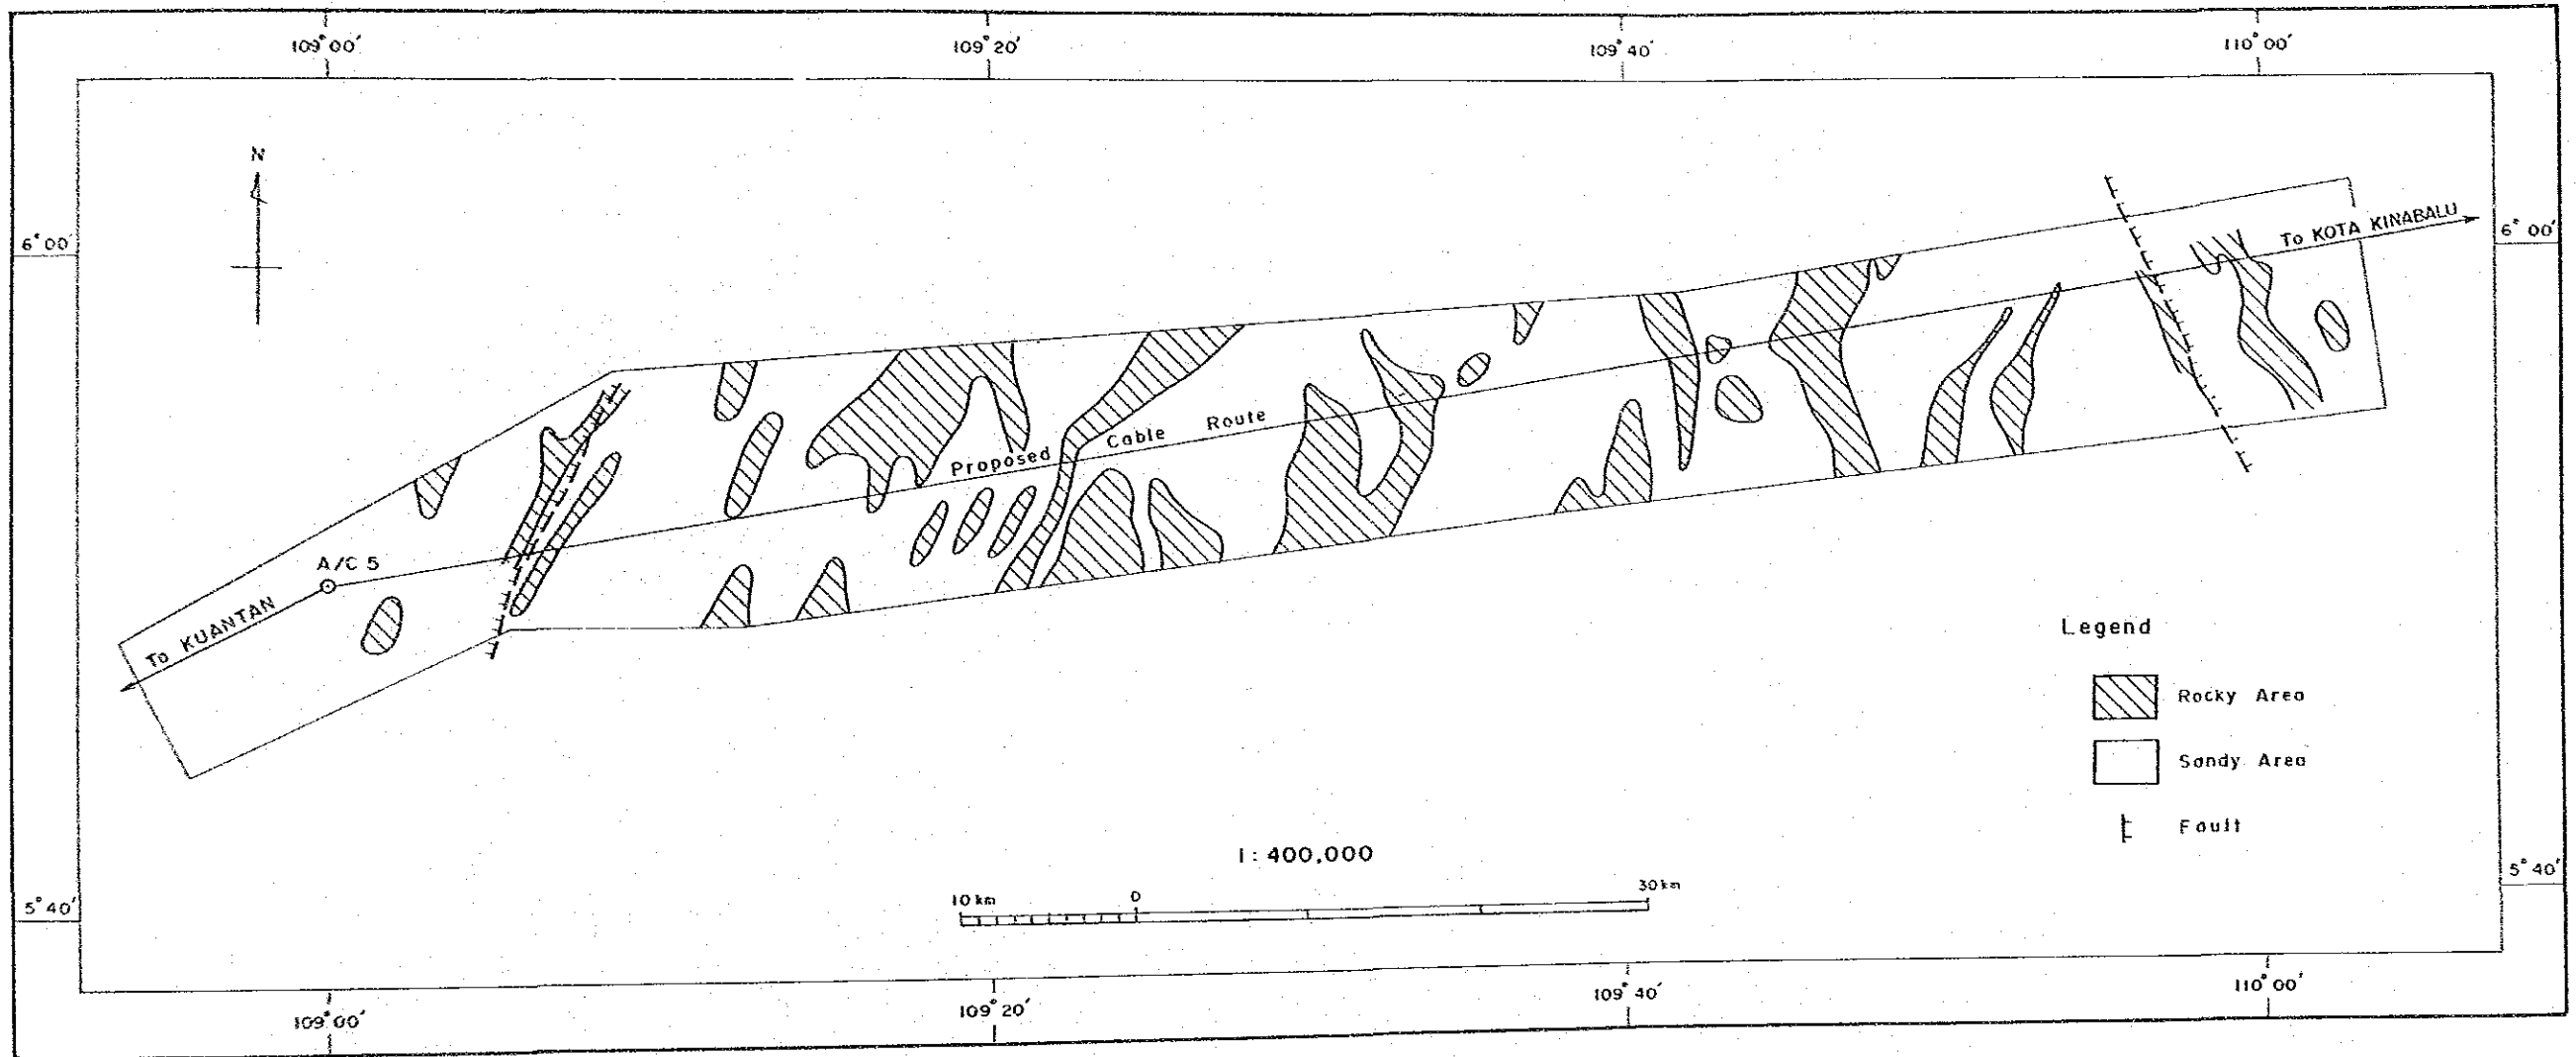 109°00′
109°20′
109°40′
110°00′
N
6°00′
6°00′
To KOTA KINABALU
Proposed Cable Route
A/C 5
To KUANTAN
Legend
Rocky Area
Sandy Area
Fault
1:400,000
10 km 0 30 km
5°40′
5°40′
109°00′
109°20′
109°40′
110°00′